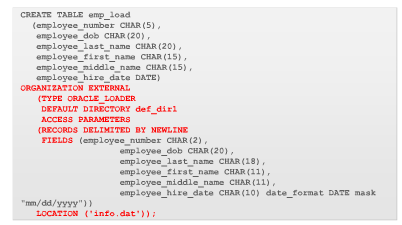 CREATE TABLE emp_load
(employee_number CHAR(5),
employee_dob CHAR(20),
employee_last_name CHAR(20),
employee_first_name CHAR(15),
employee_middle_name CHAR(15),
employee_hire_date DATE)
ORGANIZATION EXTERNAL
(TYPE ORACLE_LOADER
DEFAULT DIRECTORY def_dir1
ACCESS PARAMETERS
(RECORDS DELIMITED BY NEWLINE
FIELDS (employee_number CHAR(2),
employee_dob CHAR(20),
employee_last_name CHAR(18),
employee_first_name CHAR(11),
employee_middle_name CHAR(11),
employee_hire_date CHAR(10) date_format DATE mask
"mm/dd/yyyy"))
LOCATION ('info.dat'));